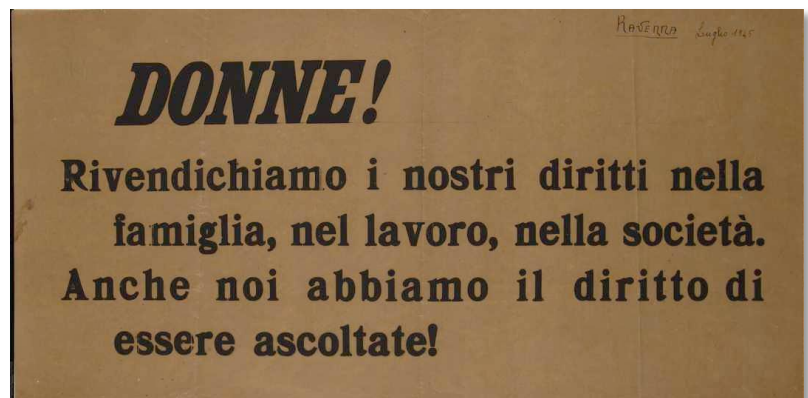 Ravenna Luglio 1945
DONNE!
Rivendichiamo i nostri diritti nella
famiglia, nel lavoro, nella società.
Anche noi abbiamo il diritto di
essere ascoltate!